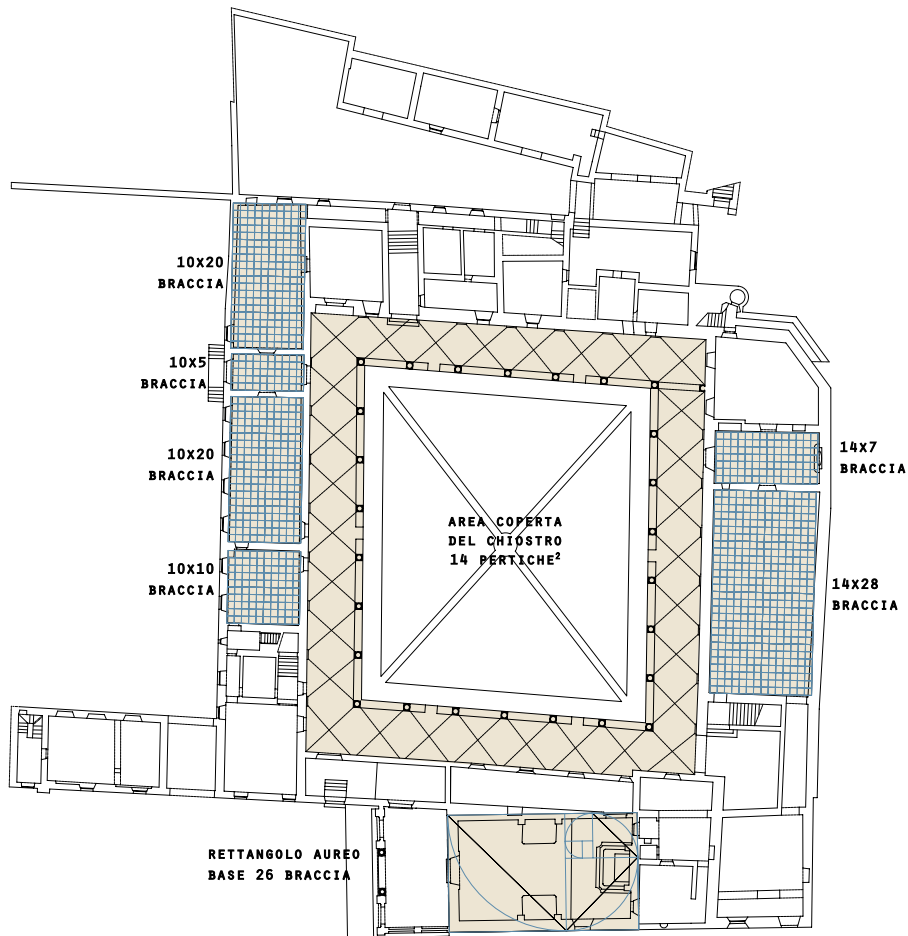 10x20
BRACCIA
10x5
BRACCIA
10x20
BRACCIA
10x10
BRACCIA
AREA COPERTA
DEL CHIOSTRO
14 PERTICHE²
14x7
BRACCIA
14x28
BRACCIA
RETTANGOLO AUREO
BASE 26 BRACCIA